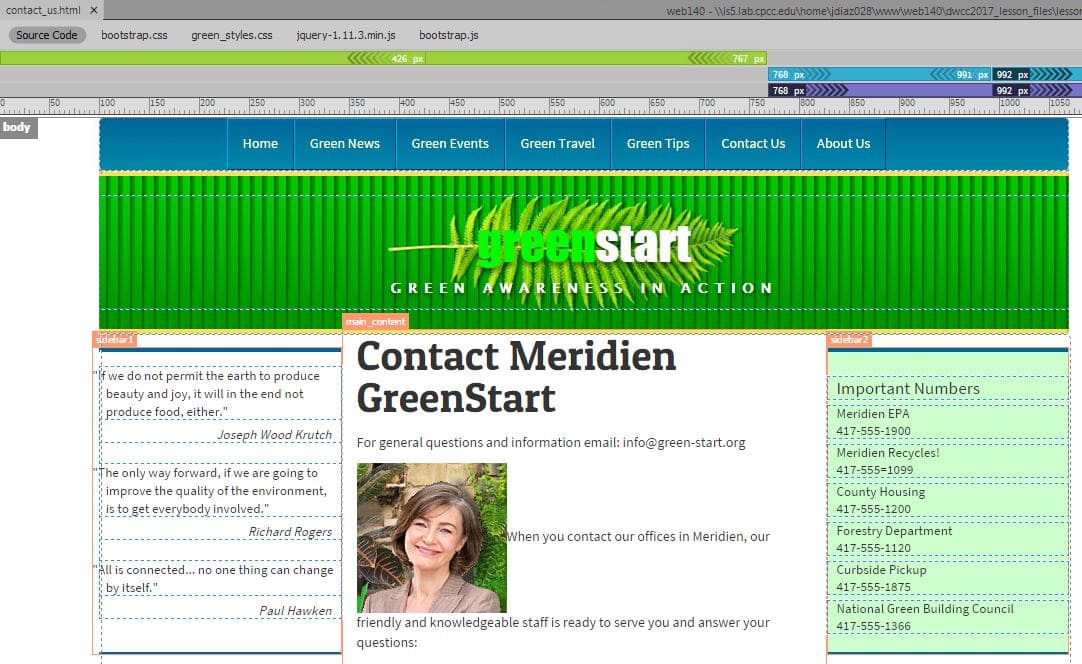 contact_us.html ×
web140 - \\ls5.lab.cpcc.edu\home\jdiaz028\www\web140\dwcc2017_lesson_files\lesson
Source Code bootstrap.css green_styles.css jquery-1.11.3.min.js bootstrap.js
426 px 767 px
768 px 991 px 992 px
768 px 992 px
0 50 100 150 200 250 300 350 400 450 500 550 600 650 700 750 800 850 900 950 1000 1050
body
Home Green News Green Events Green Travel Green Tips Contact Us About Us
greenstart
GREEN AWARENESS IN ACTION
sidebar1
"If we do not permit the earth to produce
beauty and joy, it will in the end not
produce food, either."
Joseph Wood Krutch
"The only way forward, if we are going to
improve the quality of the environment,
is to get everybody involved."
Richard Rogers
"All is connected... no one thing can change
by itself."
Paul Hawken
main_content
Contact Meridien
GreenStart
For general questions and information email: info@green-start.org
When you contact our offices in Meridien, our
friendly and knowledgeable staff is ready to serve you and answer your
questions:
sidebar2
Important Numbers
Meridien EPA
417-555-1900
Meridien Recycles!
417-555=1099
County Housing
417-555-1200
Forestry Department
417-555-1120
Curbside Pickup
417-555-1875
National Green Building Council
417-555-1366